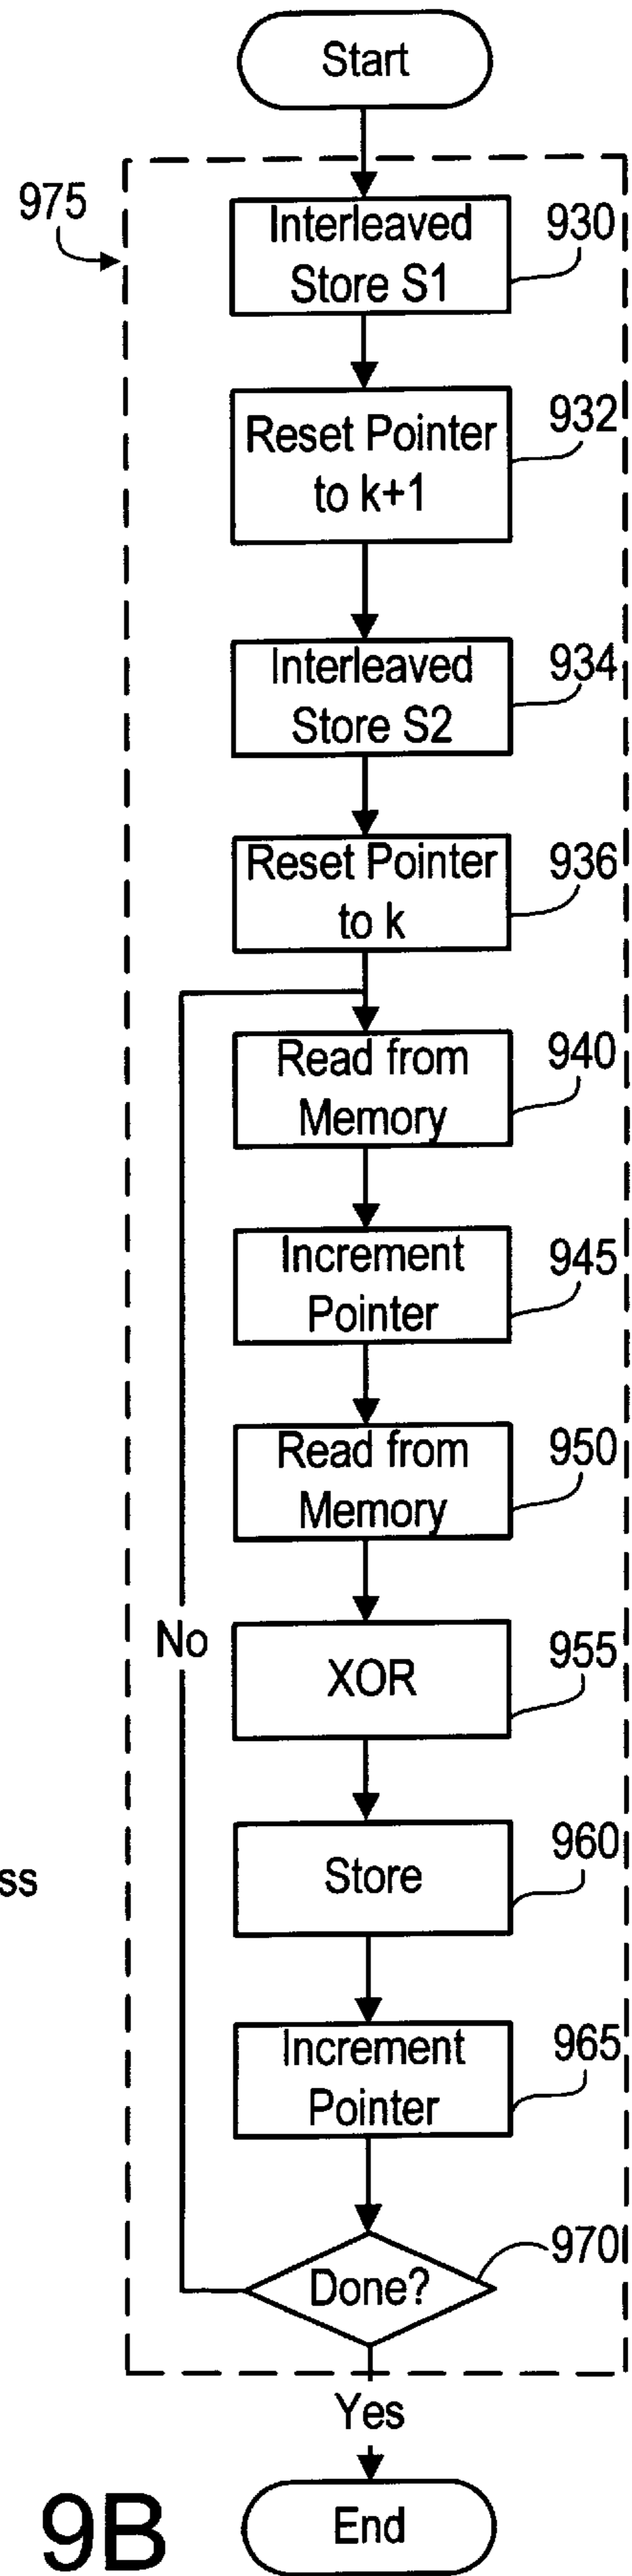 Start
975
Interleaved
Store S1
930
Reset Pointer
to k+1
932
Interleaved
Store S2
934
Reset Pointer
to k
936
Read from
Memory
940
Increment
Pointer
945
Read from
Memory
950
No
XOR
955
ss
Store
960
Increment
Pointer
965
Done?
970
Yes
9B
End